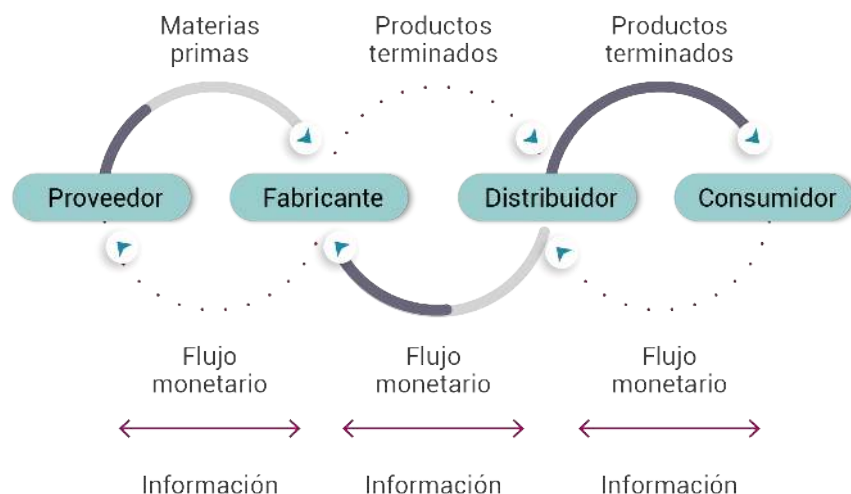 Materias
primas
Productos
terminados
Productos
terminados
Proveedor
Fabricante
Distribuidor
Consumidor
Flujo
monetario
Flujo
monetario
Flujo
monetario
Información
Información
Información